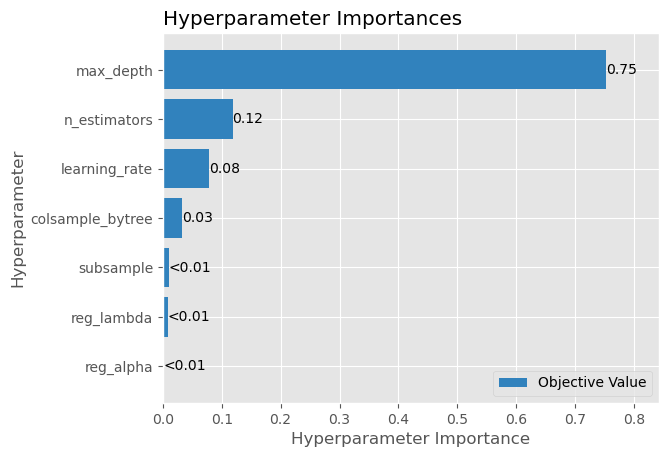 Hyperparameter Importances
Hyperparameter
max_depth
0.75
n_estimators
0.12
learning_rate
0.08
colsample_bytree
0.03
subsample
<0.01
reg_lambda
<0.01
reg_alpha
<0.01
Objective Value
0.0 0.1 0.2 0.3 0.4 0.5 0.6 0.7 0.8
Hyperparameter Importance